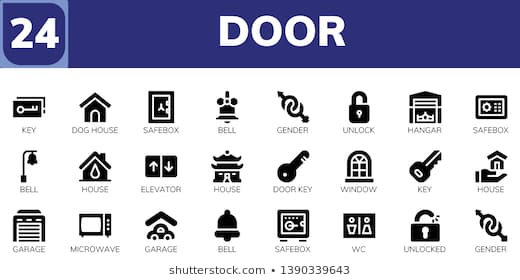 24
DOOR
KEY DOG HOUSE SAFEBOX BELL GENDER UNLOCK HANGAR SAFEBOX
BELL HOUSE ELEVATOR HOUSE DOOR KEY WINDOW KEY HOUSE
GARAGE MICROWAVE GARAGE BELL SAFEBOX WC UNLOCKED GENDER
shutterstock.com • 1390339643